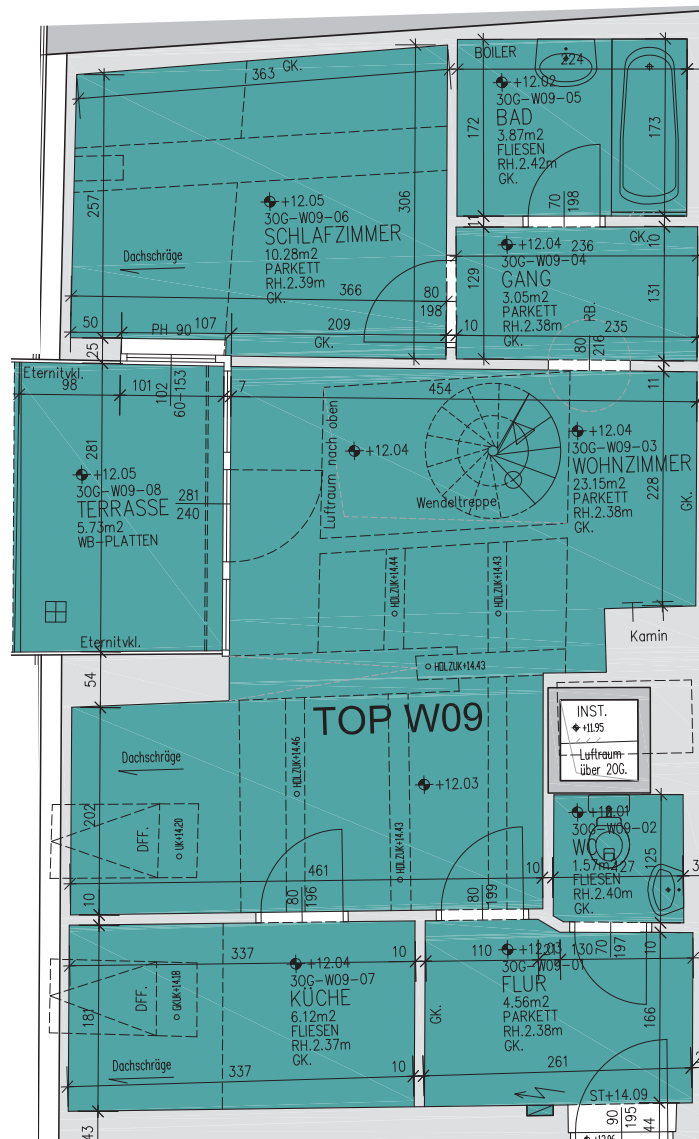 GK.
363
BOILER
224
+12.02
30G-W09-05
BAD
3.87m2
FLIESEN
RH.2.42m
GK.
172
173
70
198
257
306
+12.05
30G-W09-06
SCHLAFZIMMER
10.28m2
PARKETT
RH.2.39m
GK.
Dachschräge
366
80
198
50
PH 90
107
209
GK.
25
11
GK.
10
+12.04
236
30G-W09-04
GANG
3.05m2
PARKETT
RH.2.38m
GK.
129
131
RB.
10
80
216
235
Eternitvkl.
98
101
102
60-153
7
454
11
281
+12.05
30G-W09-08
TERRASSE
5.73m2
WB-PLATTEN
281
240
Eternitvkl.
Luftraum nach oben
+12.04
Wendeltreppe
+12.04
30G-W09-03
WOHNZIMMER
23.15m2
PARKETT
RH.2.38m
GK.
228
GK.
HOLZUK+14.44
HOLZUK+14.43
Kamin
HOLZUK+14.43
54
TOP W09
INST.
+11.95
Luftraum
über 2OG.
Dachschräge
HOLZUK+14.46
+12.03
202
DFF.
UK+14.20
HOLZUK+14.43
461
10
80
196
80
199
10
30G-W09-02
WC
1.57m2
FLIESEN
RH.2.40m
GK.
125
70
197
10
337
10
+12.04
30G-W09-07
KÜCHE
6.12m2
FLIESEN
RH.2.37m
GK.
DFF.
GKUK+14.18
Dachschräge
337
10
110
+12.03
130
30G-W09-01
FLUR
4.56m2
PARKETT
RH.2.38m
GK.
GK.
166
261
ST+14.09
90
195
44
43